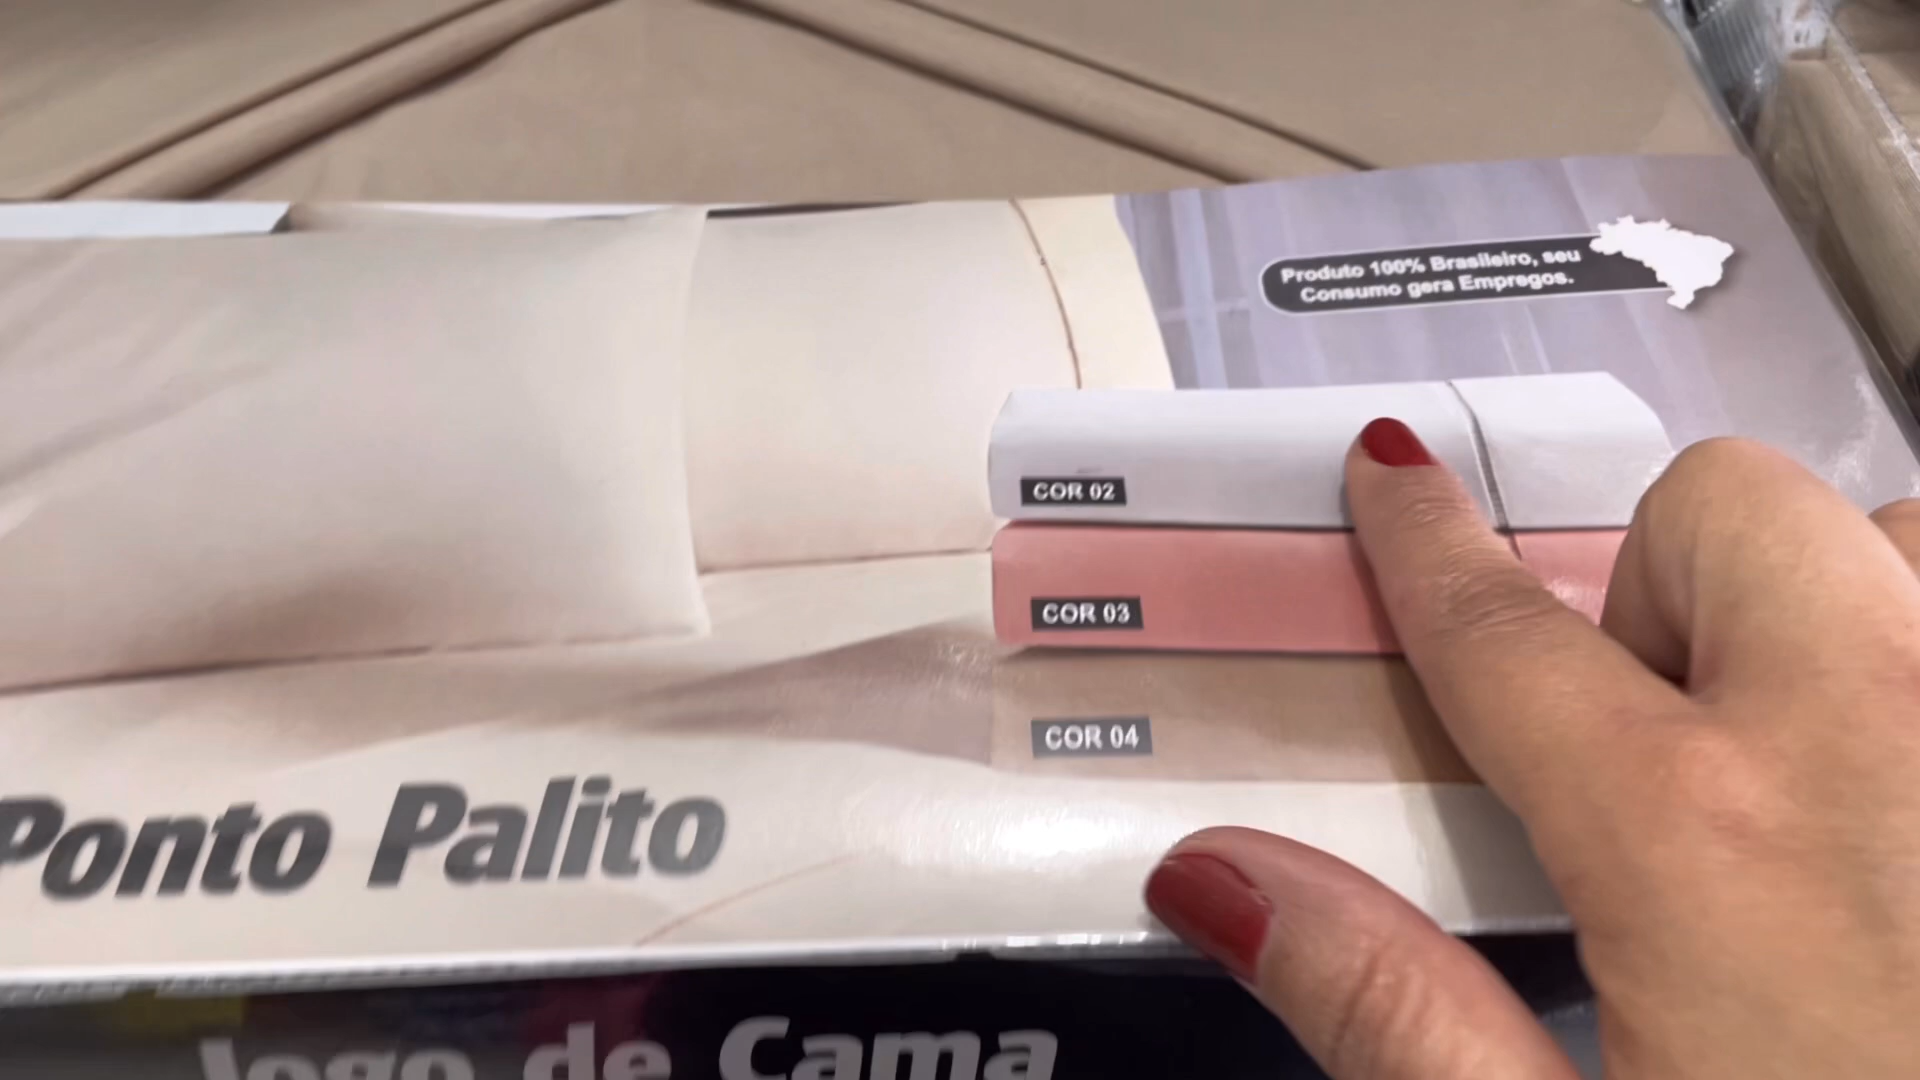 Produto 100% Brasileiro, seu
Consumo gera Empregos.
COR 02
COR 03
COR 04
Ponto Palito
Jogo de Cama